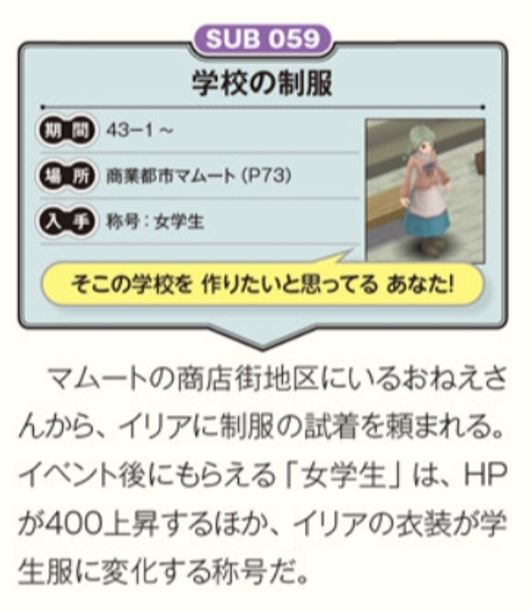 SUB 059
学校の制服
期間 43−1～
場所 商業都市マムート（P73）
入手 称号：女学生
そこの学校を 作りたいと思ってる あなた!
マムートの商店街地区にいるおねえさ
んから、イリアに制服の試着を頼まれる。
イベント後にもらえる「女学生」は、HP
が400上昇するほか、イリアの衣装が学
生服に変化する称号だ。